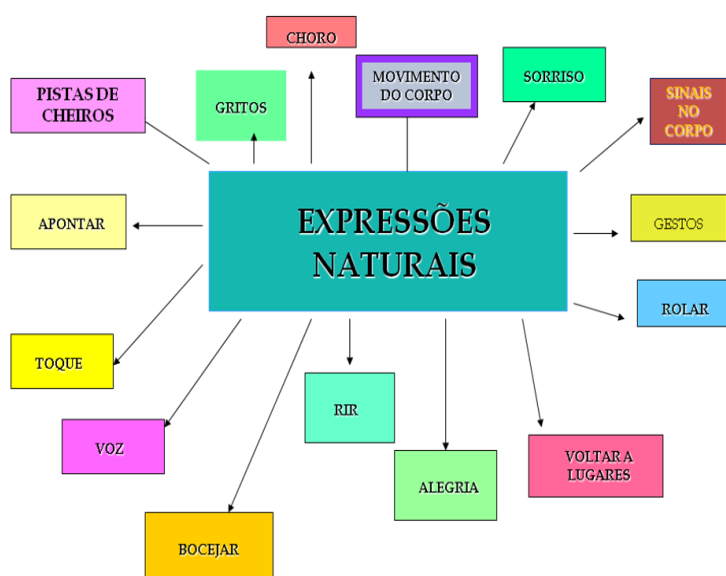 CHORO
MOVIMENTO
DO CORPO
SORRISO
PISTAS DE
CHEIROS
GRITOS
SINAIS
NO
CORPO
EXPRESSÕES
NATURAIS
APONTAR
GESTOS
ROLAR
TOQUE
RIR
VOZ
VOLTAR A
LUGARES
ALEGRIA
BOCEJAR